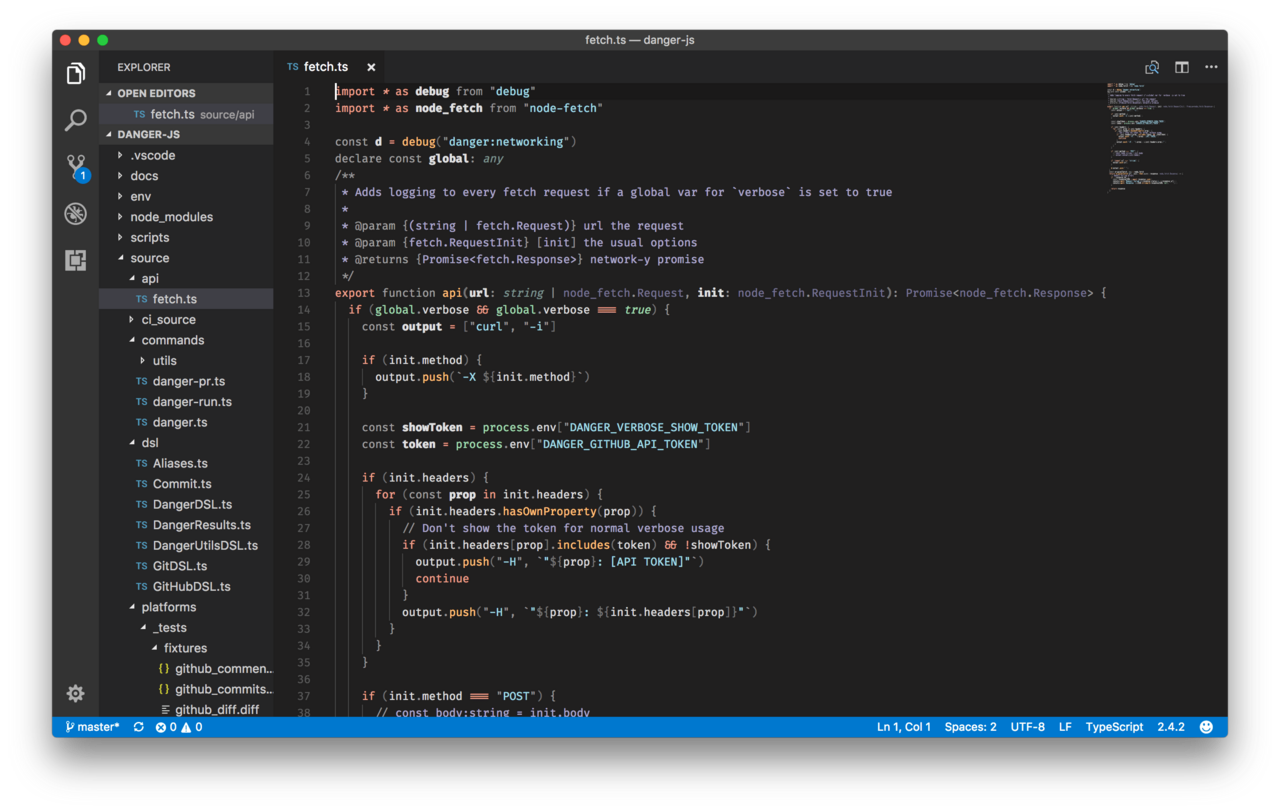 fetch.ts — danger-js
EXPLORER
OPEN EDITORS
TS fetch.ts source/api
DANGER-JS
.vscode
docs
env
node_modules
scripts
source
api
TS fetch.ts
ci_source
commands
utils
TS danger-pr.ts
TS danger-run.ts
TS danger.ts
dsl
TS Aliases.ts
TS Commit.ts
TS DangerDSL.ts
TS DangerResults.ts
TS DangerUtilsDSL.ts
TS GitDSL.ts
TS GitHubDSL.ts
platforms
_tests
fixtures
{} github_commen...
{} github_commits...
github_diff.diff
1
TS fetch.ts ×
1 import * as debug from "debug"
2 import * as node_fetch from "node-fetch"
3
4 const d = debug("danger:networking")
5 declare const global: any
6 /**
7  * Adds logging to every fetch request if a global var for `verbose` is set to true
8  *
9  * @param {(string | fetch.Request)} url the request
10  * @param {fetch.RequestInit} [init] the usual options
11  * @returns {Promise<fetch.Response>} network-y promise
12  */
13 export function api(url: string | node_fetch.Request, init: node_fetch.RequestInit): Promise<node_fetch.Response> {
14   if (global.verbose && global.verbose === true) {
15     const output = ["curl", "-i"]
16
17     if (init.method) {
18       output.push(`-X ${init.method}`)
19     }
20
21     const showToken = process.env["DANGER_VERBOSE_SHOW_TOKEN"]
22     const token = process.env["DANGER_GITHUB_API_TOKEN"]
23
24     if (init.headers) {
25       for (const prop in init.headers) {
26         if (init.headers.hasOwnProperty(prop)) {
27           // Don't show the token for normal verbose usage
28           if (init.headers[prop].includes(token) && !showToken) {
29             output.push("-H", `"${prop}: [API TOKEN]"`)
30             continue
31           }
32           output.push("-H", `"${prop}: ${init.headers[prop]}"`)
33         }
34       }
35     }
36
37     if (init.method === "POST") {
38       // const body:string = init.body
master* 0 0
Ln 1, Col 1 Spaces: 2 UTF-8 LF TypeScript 2.4.2